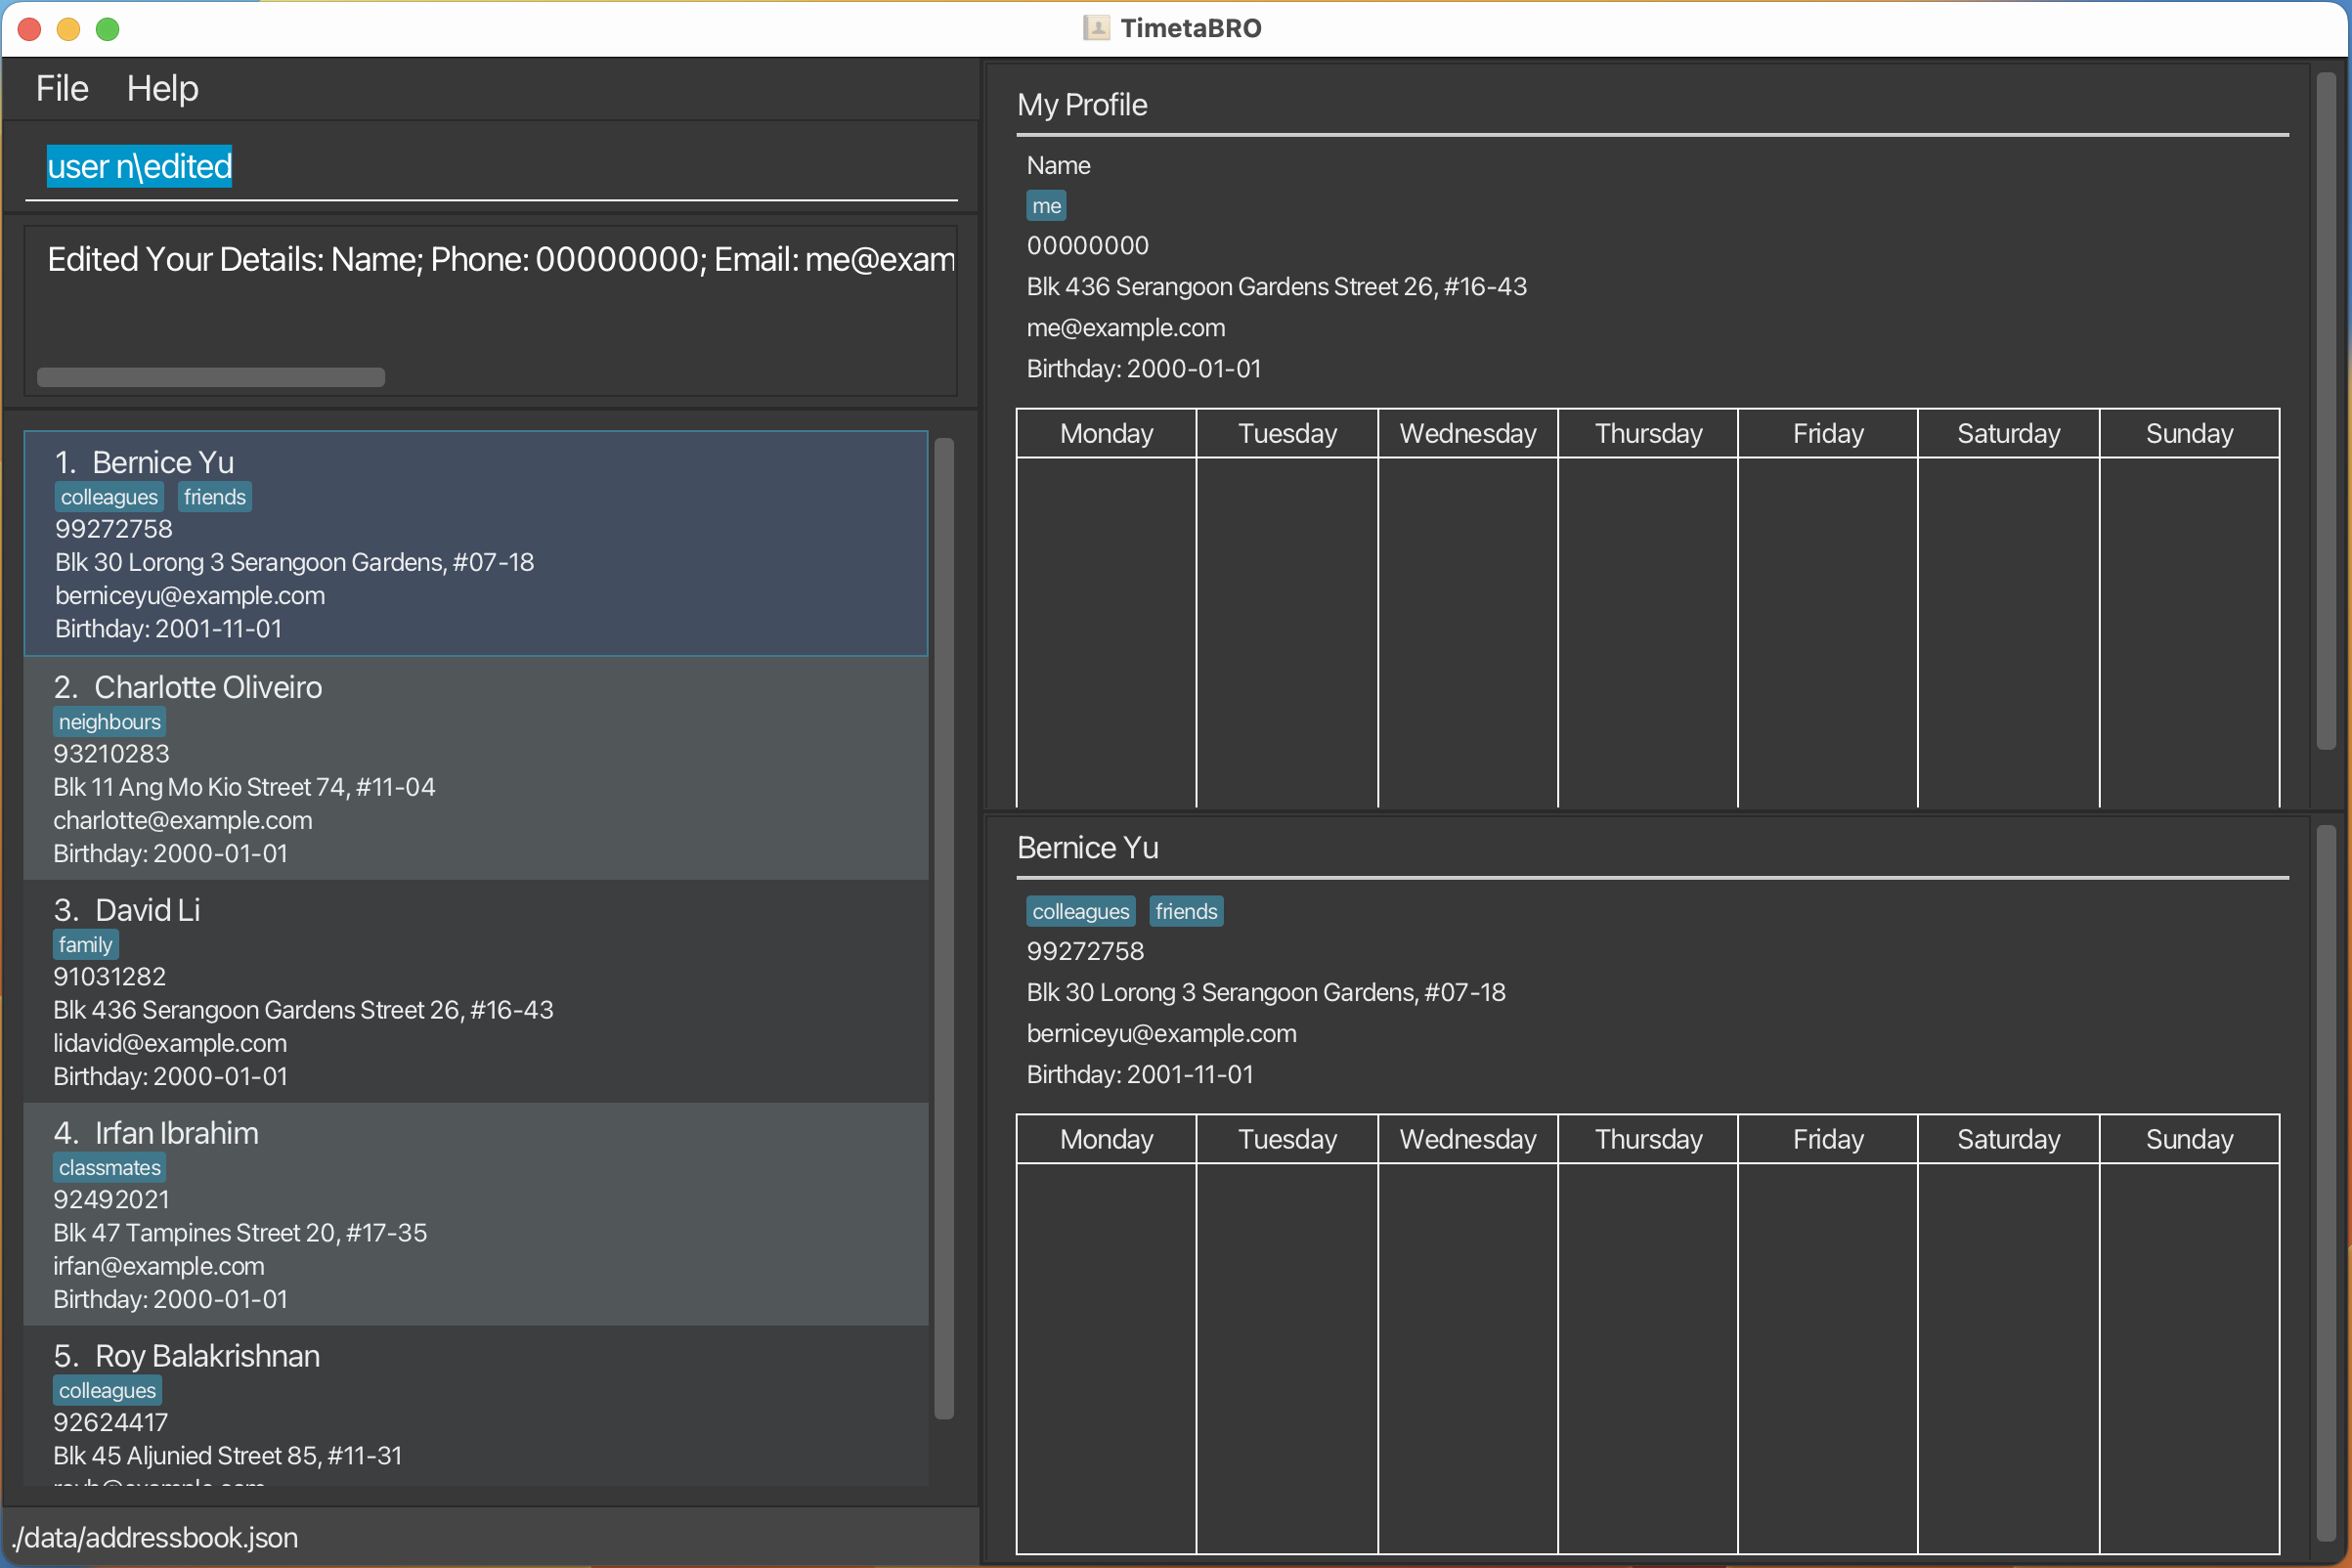 TimetaBRO
File Help
user n\edited
Edited Your Details: Name; Phone: 00000000; Email: me@exam
1. Bernice Yu
colleagues friends
99272758
Blk 30 Lorong 3 Serangoon Gardens, #07-18
berniceyu@example.com
Birthday: 2001-11-01
2. Charlotte Oliveiro
neighbours
93210283
Blk 11 Ang Mo Kio Street 74, #11-04
charlotte@example.com
Birthday: 2000-01-01
3. David Li
family
91031282
Blk 436 Serangoon Gardens Street 26, #16-43
lidavid@example.com
Birthday: 2000-01-01
4. Irfan Ibrahim
classmates
92492021
Blk 47 Tampines Street 20, #17-35
irfan@example.com
Birthday: 2000-01-01
5. Roy Balakrishnan
colleagues
92624417
Blk 45 Aljunied Street 85, #11-31
./data/addressbook.json
My Profile
Name
me
00000000
Blk 436 Serangoon Gardens Street 26, #16-43
me@example.com
Birthday: 2000-01-01
Monday Tuesday Wednesday Thursday Friday Saturday Sunday
Bernice Yu
colleagues friends
99272758
Blk 30 Lorong 3 Serangoon Gardens, #07-18
berniceyu@example.com
Birthday: 2001-11-01
Monday Tuesday Wednesday Thursday Friday Saturday Sunday